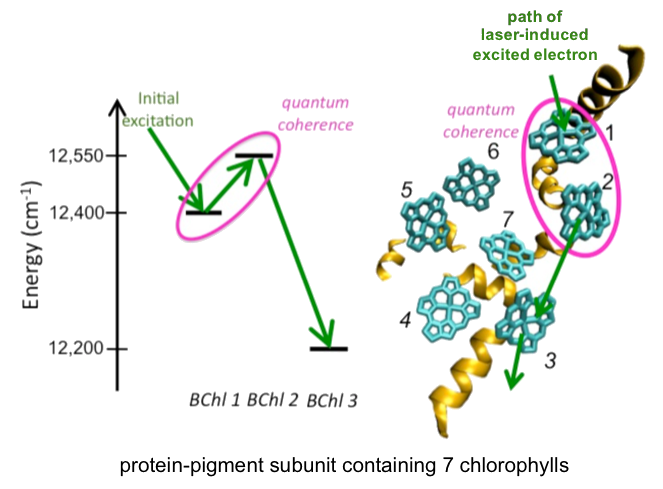 path of
laser-induced
excited electron
Initial
excitation
quantum
coherence
quantum
coherence
1
2
3
4
5
6
7
Energy (cm-1)
12,550
12,400
12,200
BChl 1 BChl 2 BChl 3
protein-pigment subunit containing 7 chlorophylls